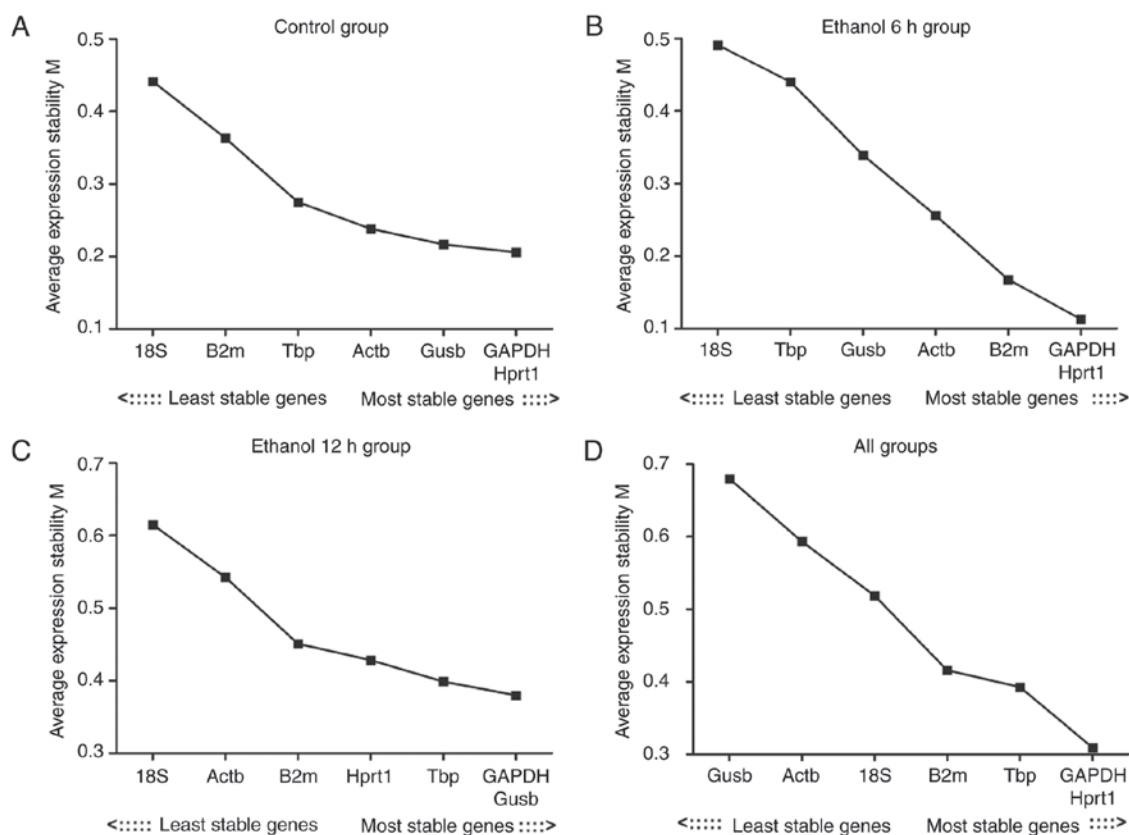 A
Control group
Average expression stability M
0.5
0.4
0.3
0.2
0.1
18S B2m Tbp Actb Gusb GAPDH
Hprt1
<::::: Least stable genes Most stable genes ::::>
B
Ethanol 6 h group
Average expression stability M
0.5
0.4
0.3
0.2
0.1
18S Tbp Gusb Actb B2m GAPDH
Hprt1
<::::: Least stable genes Most stable genes ::::>
C
Ethanol 12 h group
Average expression stability M
0.7
0.6
0.5
0.4
0.3
18S Actb B2m Hprt1 Tbp GAPDH
Gusb
<::::: Least stable genes Most stable genes ::::>
D
All groups
Average expression stability M
0.7
0.6
0.5
0.4
0.3
Gusb Actb 18S B2m Tbp GAPDH
Hprt1
<::::: Least stable genes Most stable genes ::::>